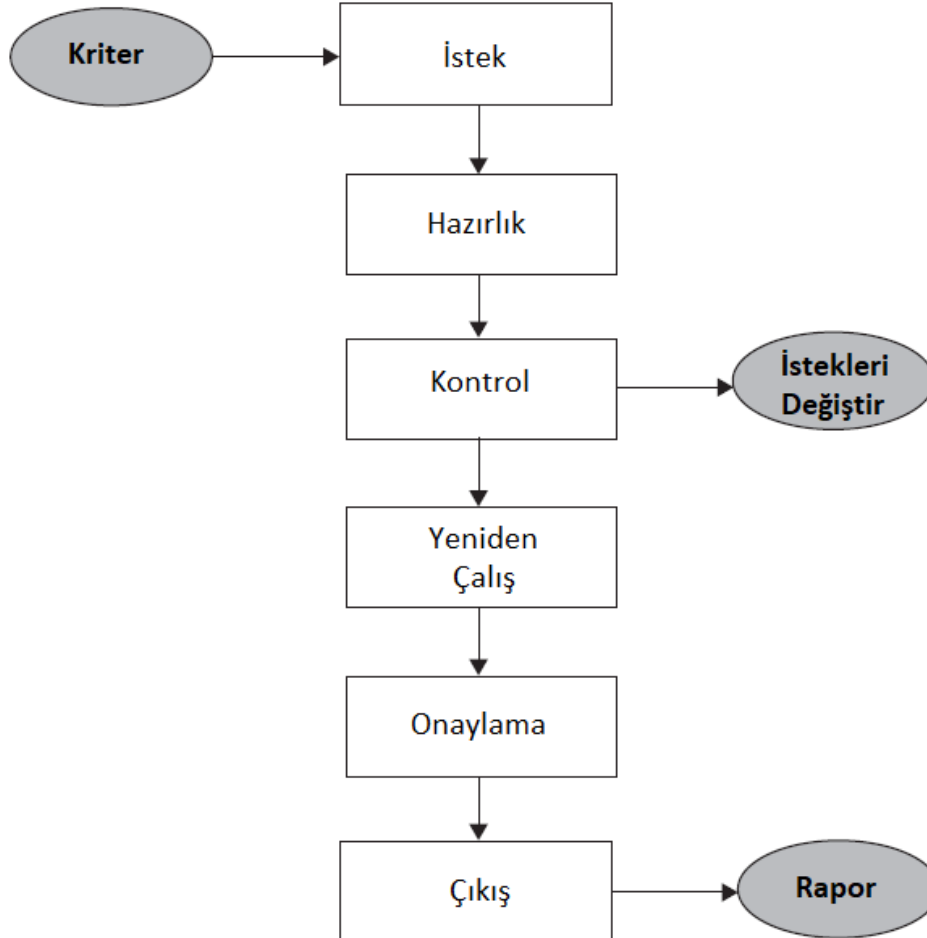 Kriter
İstek
Hazırlık
Kontrol
İstekleri
Değiştir
Yeniden
Çalış
Onaylama
Çıkış
Rapor